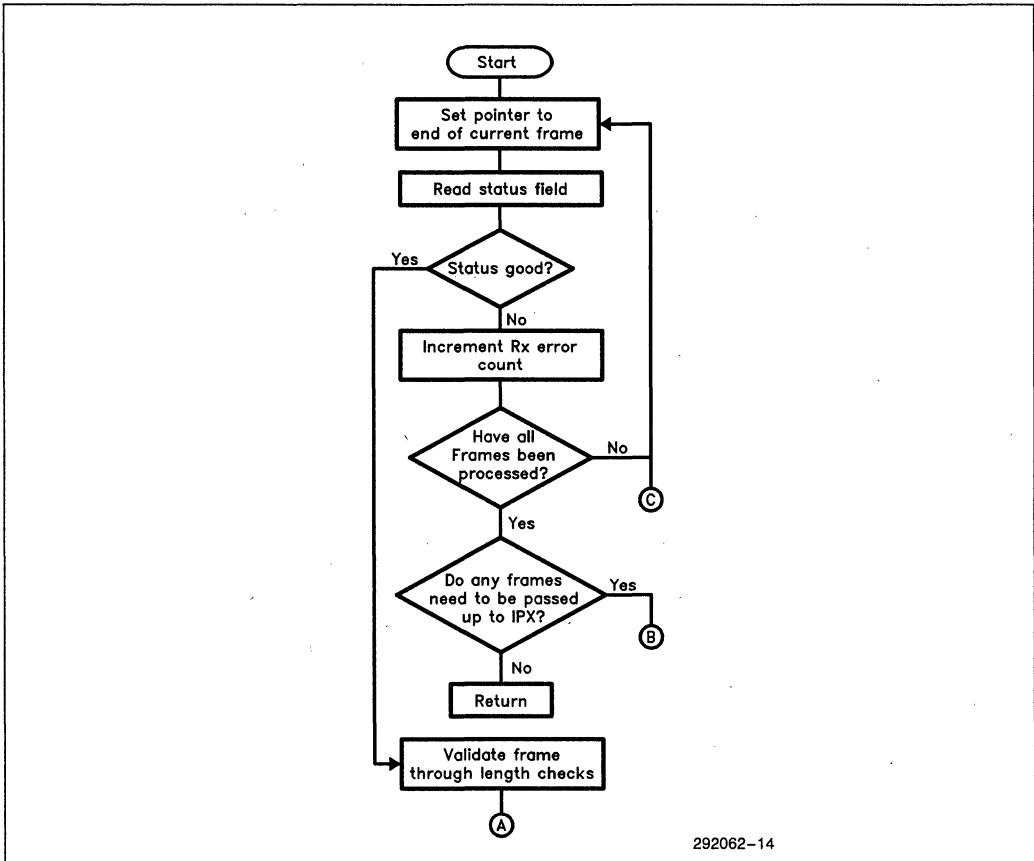 Start
Set pointer to
end of current frame
Read status field
Yes
Status good?
No
Increment Rx error
count
Have all
Frames been
processed?
No
C
Yes
Do any frames
need to be passed
up to IPX?
Yes
B
No
Return
Validate frame
through length checks
A
292062-14